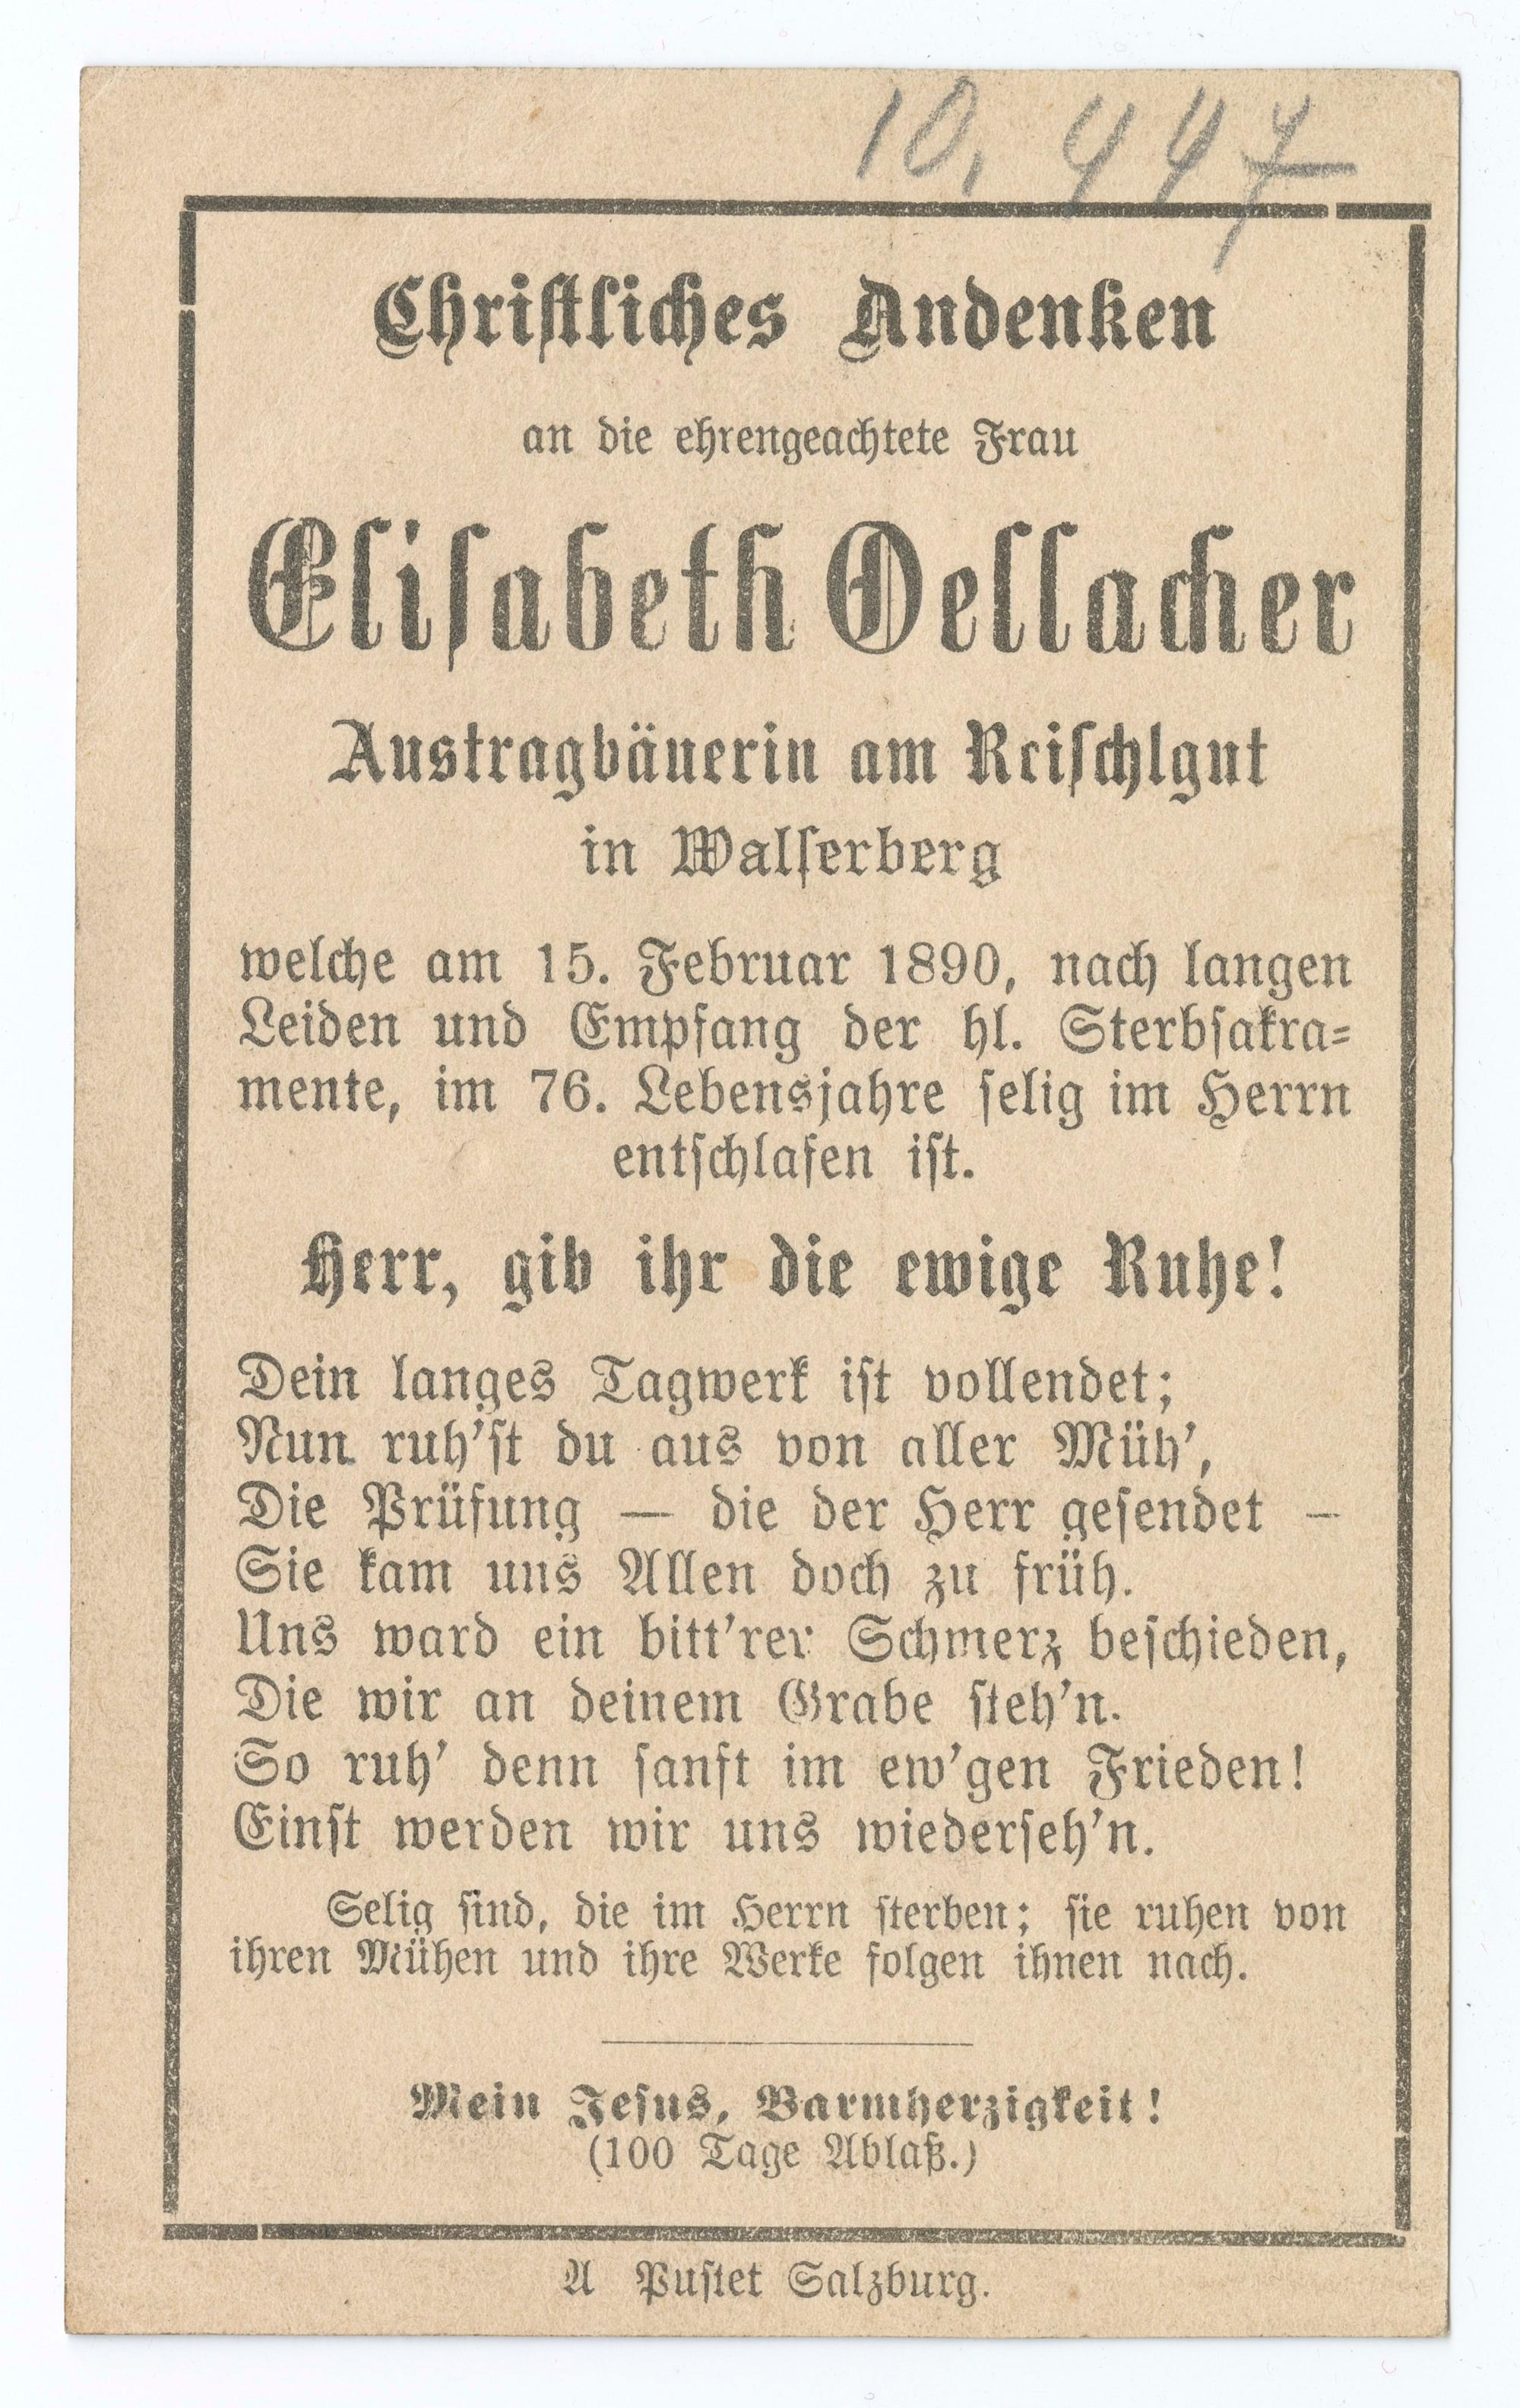 10.447
Christliches Andenken
an die ehrengeachtete Frau
Elisabeth Oellacher
Austragbäuerin am Reischlgut
in Walserberg
welche am 15. Februar 1890, nach langen
Leiden und Empfang der hl. Sterbsakra-
mente, im 76. Lebensjahre selig im Herrn
entschlafen ist.
Herr, gib ihr die ewige Ruhe!
Dein langes Tagwerk ist vollendet;
Nun ruh'st du aus von aller Müh',
Die Prüfung — die der Herr gesendet —
Sie kam uns Allen doch zu früh.
Uns ward ein bitt'rer Schmerz beschieden,
Die wir an deinem Grabe steh'n.
So ruh' denn sanft im ew'gen Frieden!
Einst werden wir uns wiederseh'n.
Selig sind, die im Herrn sterben; sie ruhen von
ihren Mühen und ihre Werke folgen ihnen nach.
Mein Jesus, Barmherzigkeit!
(100 Tage Ablaß.)
A Pustet Salzburg.